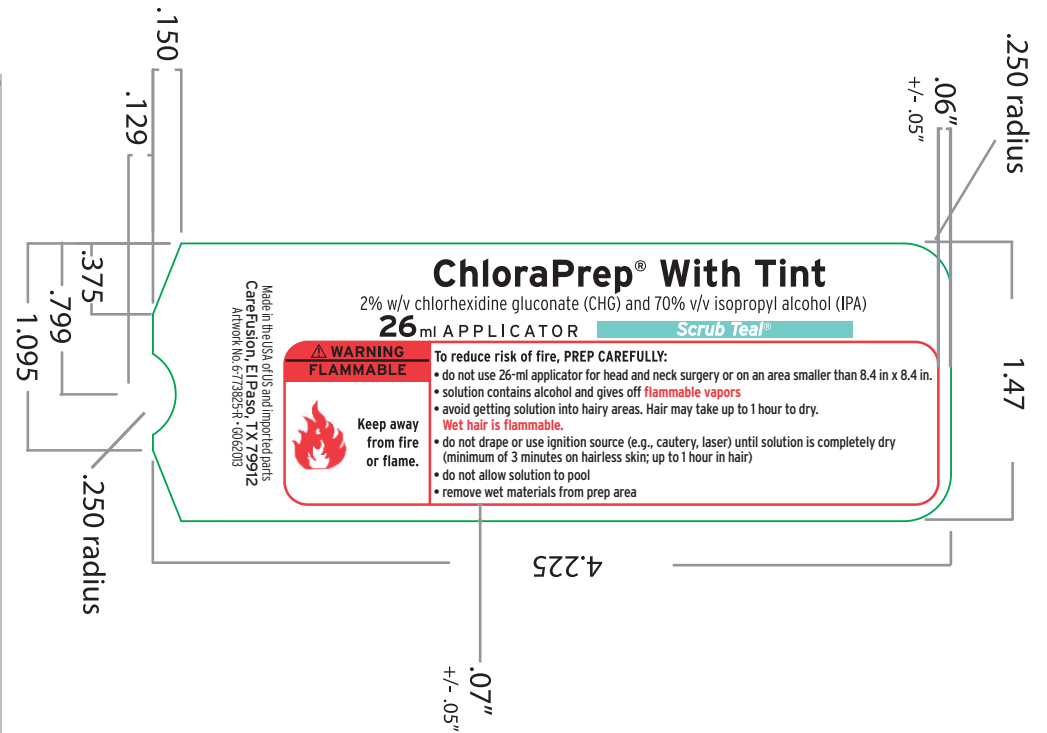 .150
.129
.375
.799
1.095
.250 radius
.06"
+/- .05"
.250 radius
1.47
4.225
.07"
+/- .05"
ChloraPrep® With Tint
2% w/v chlorhexidine gluconate (CHG) and 70% v/v isopropyl alcohol (IPA)
26 ml APPLICATOR
Scrub Teal®
Made in the USA of US and imported parts
CareFusion, El Paso, TX 79912
Artwork No. 6-773825-R • G062013
⚠ WARNING
FLAMMABLE
Keep away
from fire
or flame.
To reduce risk of fire, PREP CAREFULLY:
• do not use 26-ml applicator for head and neck surgery or on an area smaller than 8.4 in x 8.4 in.
• solution contains alcohol and gives off flammable vapors
• avoid getting solution into hairy areas. Hair may take up to 1 hour to dry.
Wet hair is flammable.
• do not drape or use ignition source (e.g., cautery, laser) until solution is completely dry
(minimum of 3 minutes on hairless skin; up to 1 hour in hair)
• do not allow solution to pool
• remove wet materials from prep area